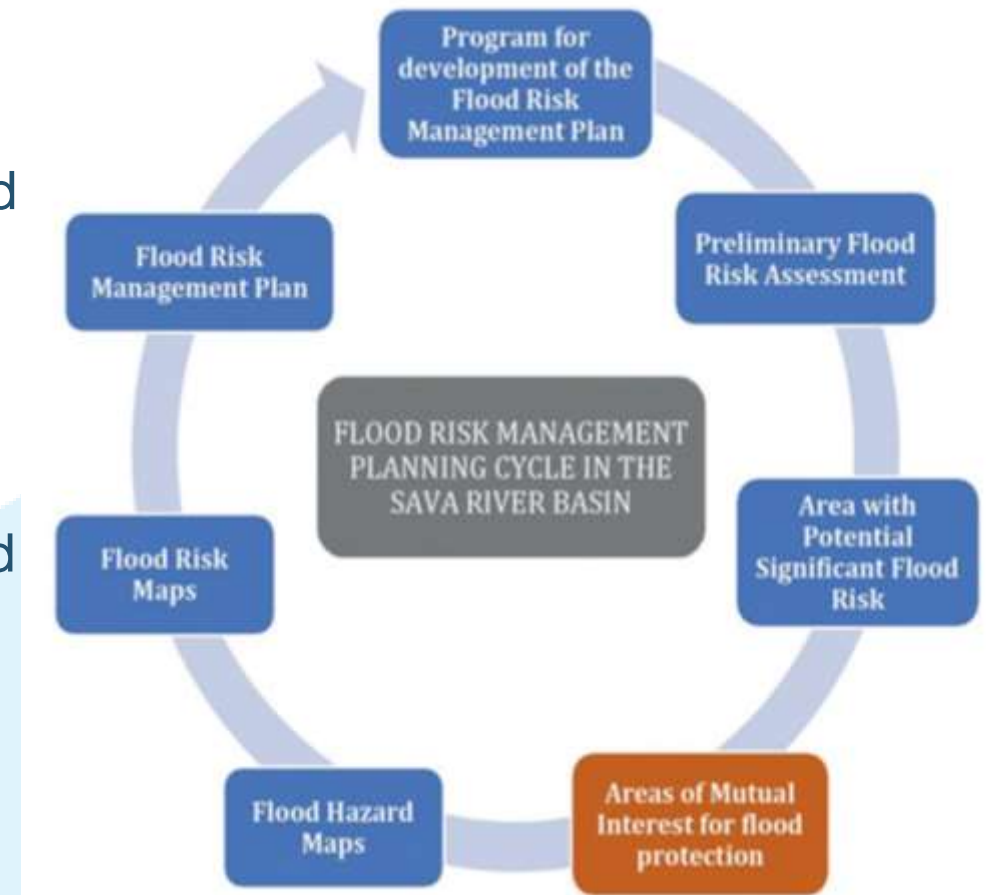 Program for
development of the
Flood Risk
Management Plan
Preliminary Flood
Risk Assessment
Area with
Potential
Significant Flood
Risk
Areas of Mutual
Interest for flood
protection
Flood Hazard
Maps
Flood Risk
Maps
Flood Risk
Management Plan
FLOOD RISK MANAGEMENT
PLANNING CYCLE IN THE
SAVA RIVER BASIN
d
d